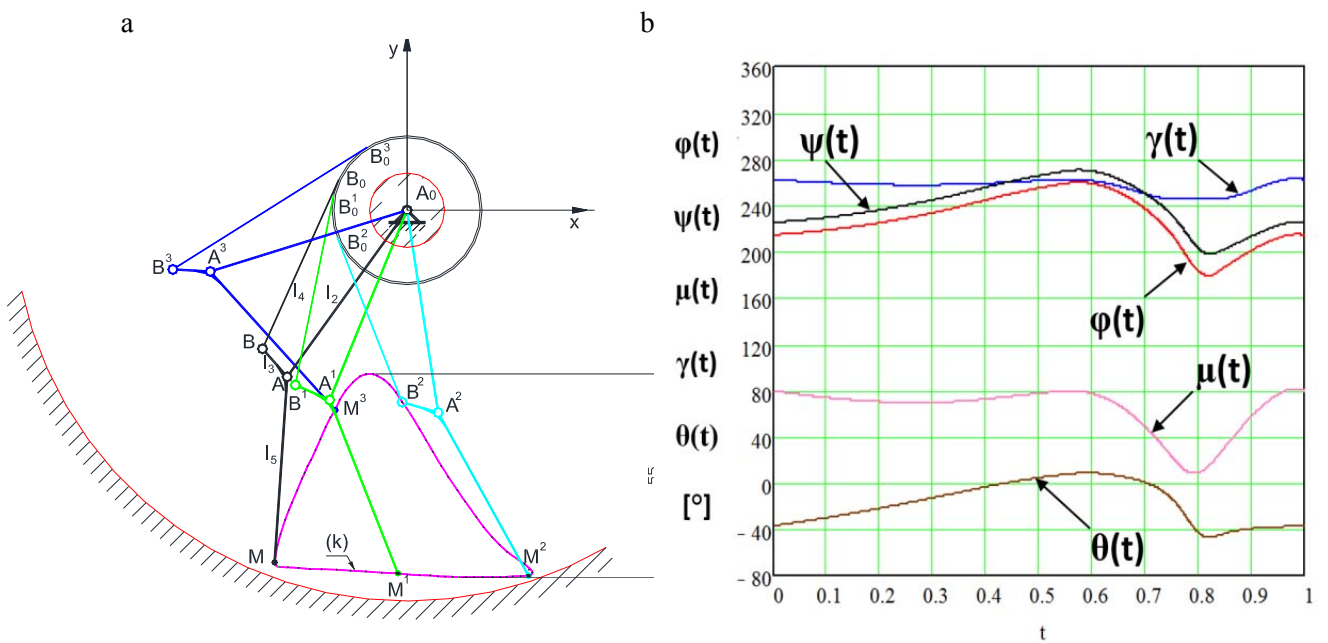 a
y
x
A₀
B₀³
B₀
B₀¹
B₀²
B³
A³
l₄
l₂
B
l₃
A
B¹
A¹
M³
B²
A²
l₅
M
(k)
M¹
M²
b
φ(t)
ψ(t)
μ(t)
γ(t)
θ(t)
[°]
360
320
280
240
200
160
120
80
40
0
- 40
- 80
ψ(t)
γ(t)
φ(t)
μ(t)
θ(t)
0 0.1 0.2 0.3 0.4 0.5 0.6 0.7 0.8 0.9 1
t